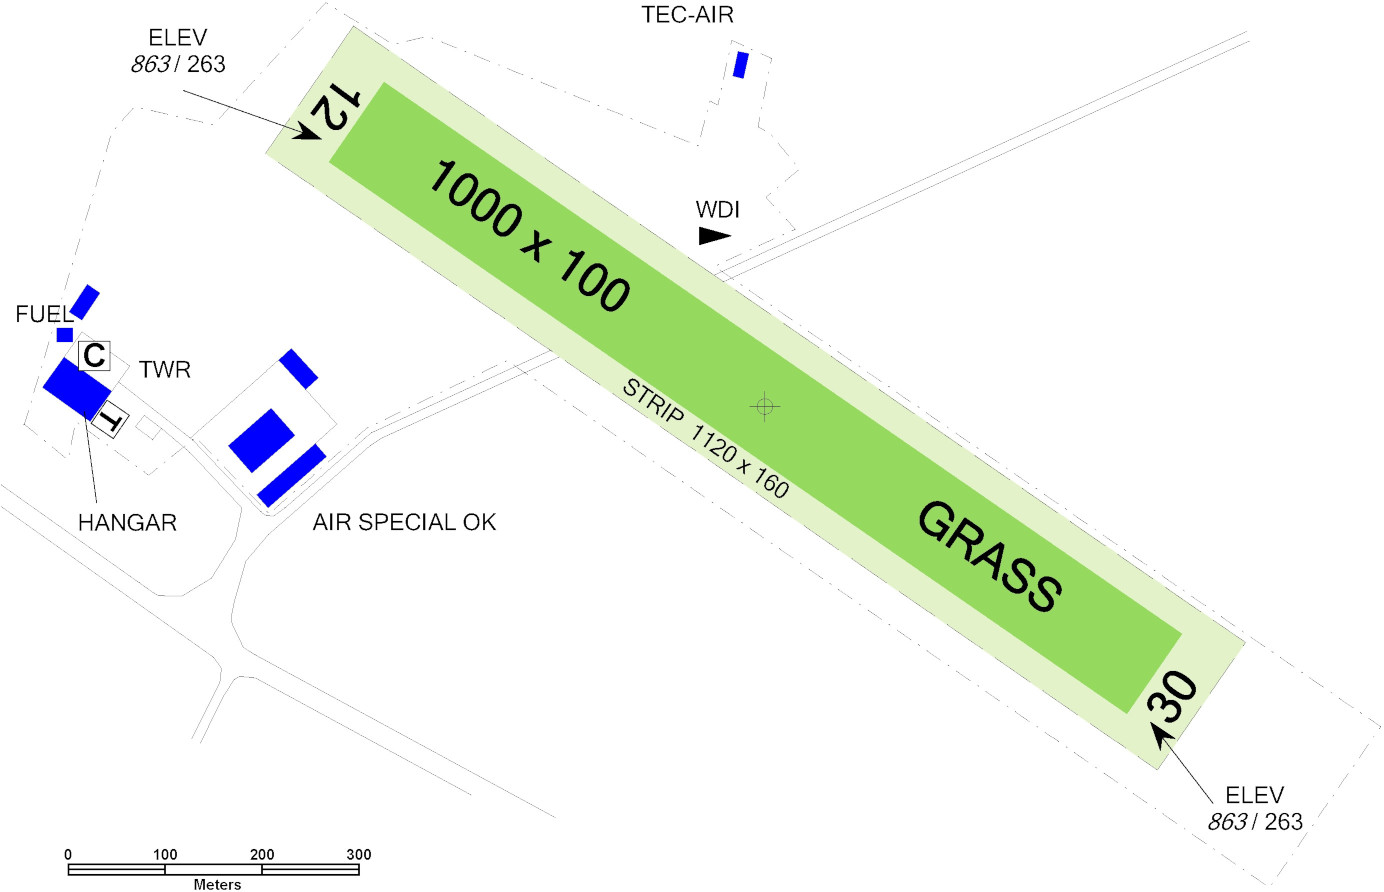 TEC-AIR
ELEV
863 / 263
12
1000 x 100
WDI
FUEL
C
TWR
T
STRIP 1120 x 160
HANGAR
AIR SPECIAL OK
GRASS
30
ELEV
863 / 263
0 100 200 300
Meters